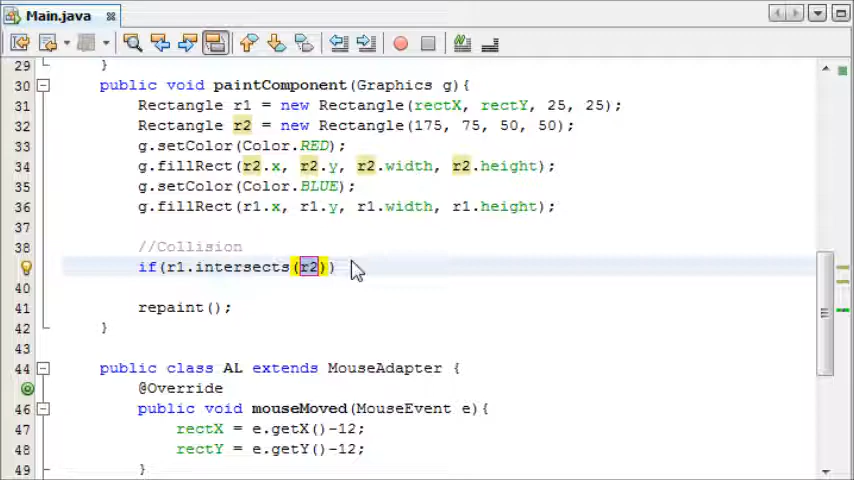 Main.java
29 }
30 public void paintComponent(Graphics g){
31 Rectangle r1 = new Rectangle(rectX, rectY, 25, 25);
32 Rectangle r2 = new Rectangle(175, 75, 50, 50);
33 g.setColor(Color.RED);
34 g.fillRect(r2.x, r2.y, r2.width, r2.height);
35 g.setColor(Color.BLUE);
36 g.fillRect(r1.x, r1.y, r1.width, r1.height);
37
38 //Collision
if(r1.intersects(r2))
40
41 repaint();
42 }
43
44 public class AL extends MouseAdapter {
@Override
46 public void mouseMoved(MouseEvent e){
47 rectX = e.getX()-12;
48 rectY = e.getY()-12;
49 }